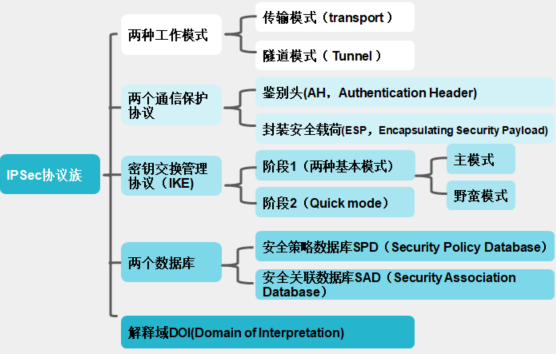 IPSec协议族
两种工作模式
传输模式（transport ）
隧道模式（ Tunnel ）
两个通信保护
协议
鉴别头(AH，Authentication Header)
封装安全载荷(ESP，Encapsulating Security Payload)
密钥交换管理
协议（IKE)
阶段1（两种基本模式）
主模式
野蛮模式
阶段2（Quick mode）
两个数据库
安全策略数据库SPD（Security Policy Database）
安全关联数据库SAD（Security Association
Database）
解释域DOI(Domain of Interpretation)